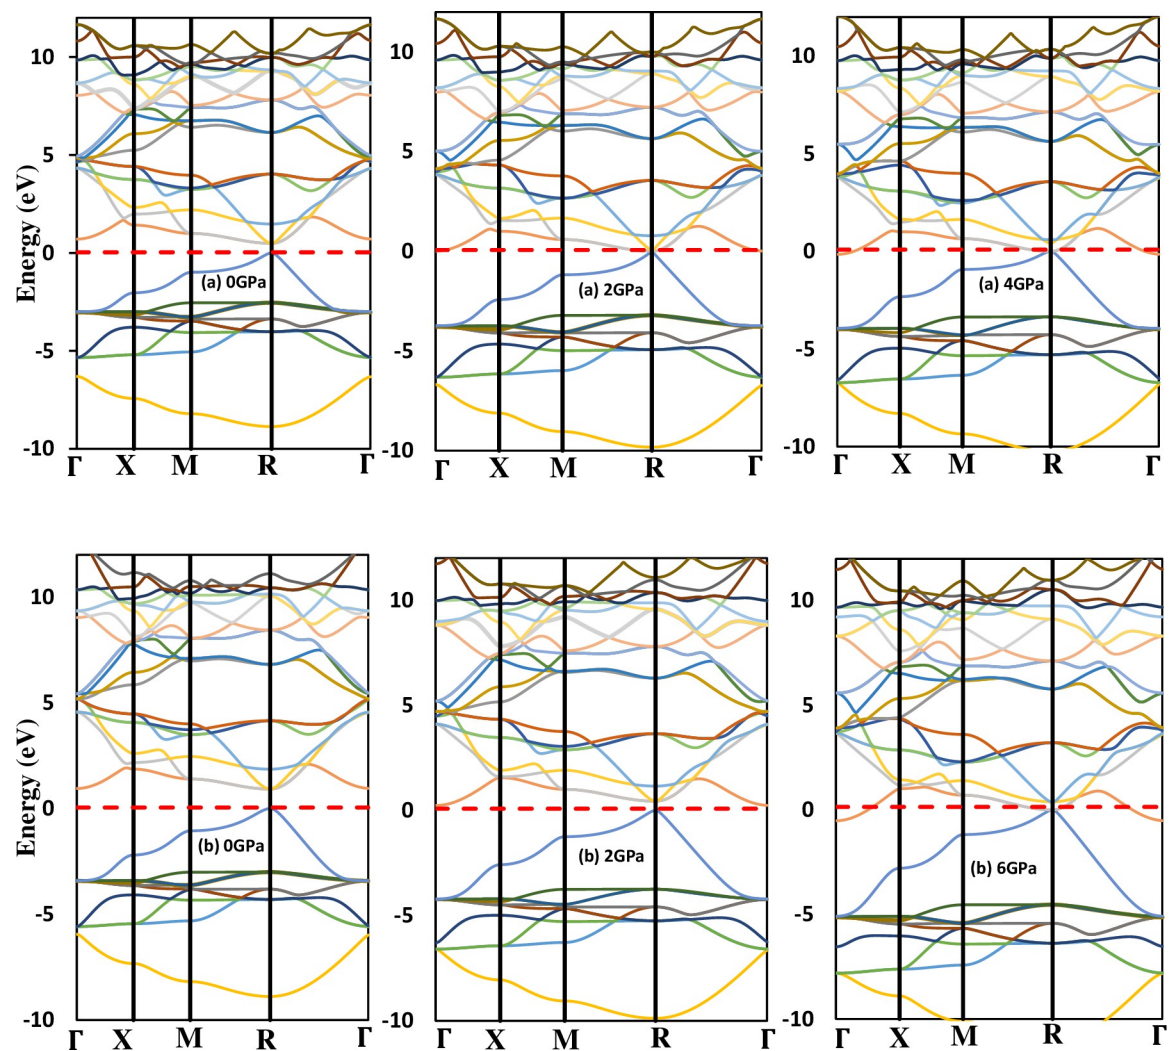 Energy (eV)
10
5
0
-5
-10
(a) 0GPa
Γ X M R Γ
10
5
0
-5
-10
(a) 2GPa
Γ X M R Γ
10
5
0
-5
-10
(a) 4GPa
Γ X M R Γ
Energy (eV)
10
5
0
-5
-10
(b) 0GPa
Γ X M R Γ
10
5
0
-5
-10
(b) 2GPa
Γ X M R Γ
10
5
0
-5
-10
(b) 6GPa
Γ X M R Γ